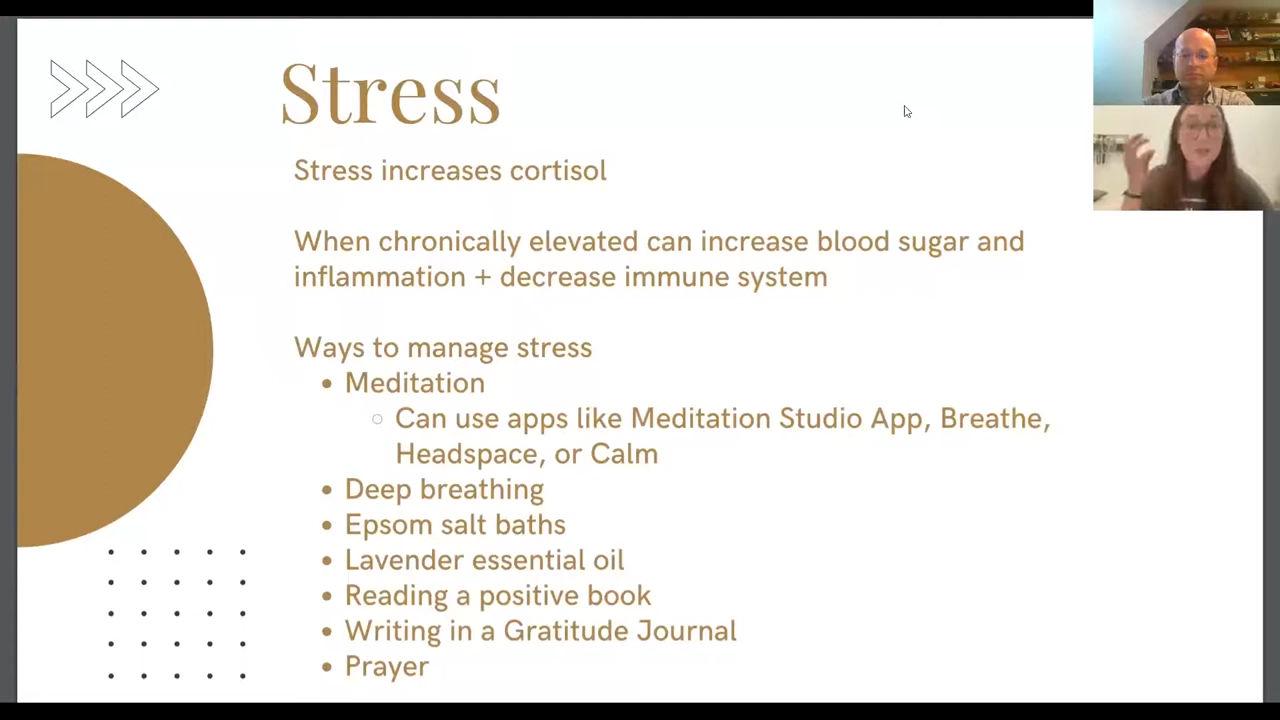 Stress
Stress increases cortisol
When chronically elevated can increase blood sugar and
inflammation + decrease immune system
Ways to manage stress
Meditation
Can use apps like Meditation Studio App, Breathe,
Headspace, or Calm
Deep breathing
Epsom salt baths
Lavender essential oil
Reading a positive book
Writing in a Gratitude Journal
Prayer